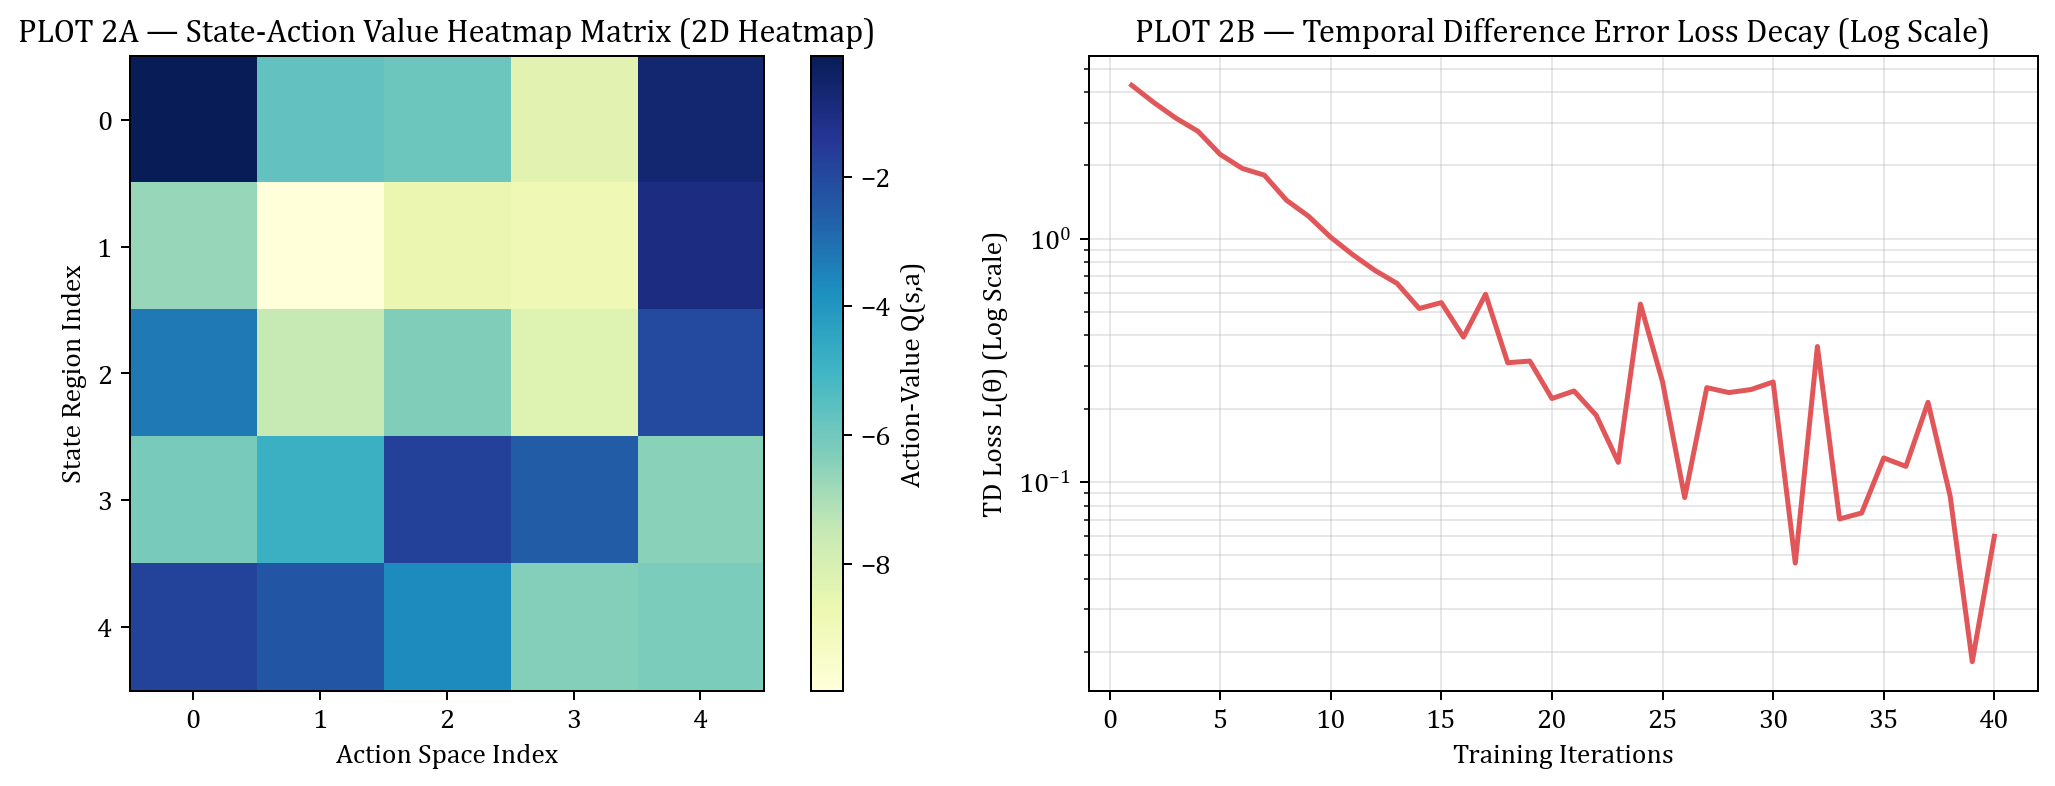 PLOT 2A — State-Action Value Heatmap Matrix (2D Heatmap)
State Region Index
0
1
2
3
4
0 1 2 3 4
Action Space Index
−2
−4
−6
−8
Action-Value Q(s,a)
PLOT 2B — Temporal Difference Error Loss Decay (Log Scale)
TD Loss L(θ) (Log Scale)
10⁰
10⁻¹
0 5 10 15 20 25 30 35 40
Training Iterations